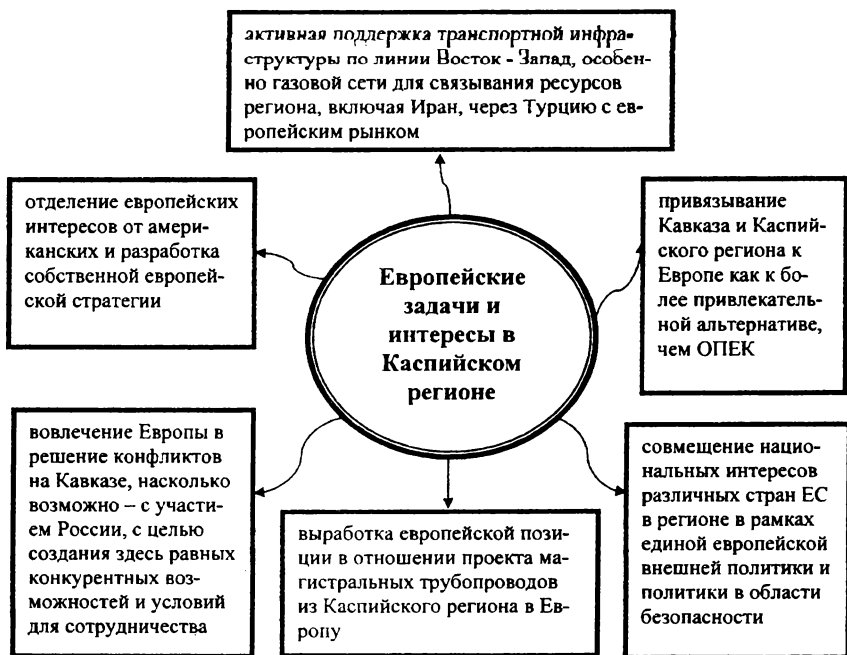 активная поддержка транспортной инфра-
структуры по линии Восток - Запад, особен-
но газовой сети для связывания ресурсов
региона, включая Иран, через Турцию с ев-
ропейским рынком
отделение европейских
интересов от амери-
канских и разработка
собственной европей-
ской стратегии
Европейские
задачи и
интересы в
Каспийском
регионе
привязывание
Кавказа и Каспий-
ского региона к
Европе как к бо-
лее привлекатель-
ной альтернативе,
чем ОПЕК
вовлечение Европы в
решение конфликтов
на Кавказе, насколько
возможно – с участи-
ем России, с целью
создания здесь равных
конкурентных воз-
можностей и условий
для сотрудничества
выработка европейской пози-
ции в отношении проекта ма-
гистральных трубопроводов
из Каспийского региона в Ев-
ропу
совмещение нацио-
нальных интересов
различных стран ЕС
в регионе в рамках
единой европейской
внешней политики и
политики в области
безопасности